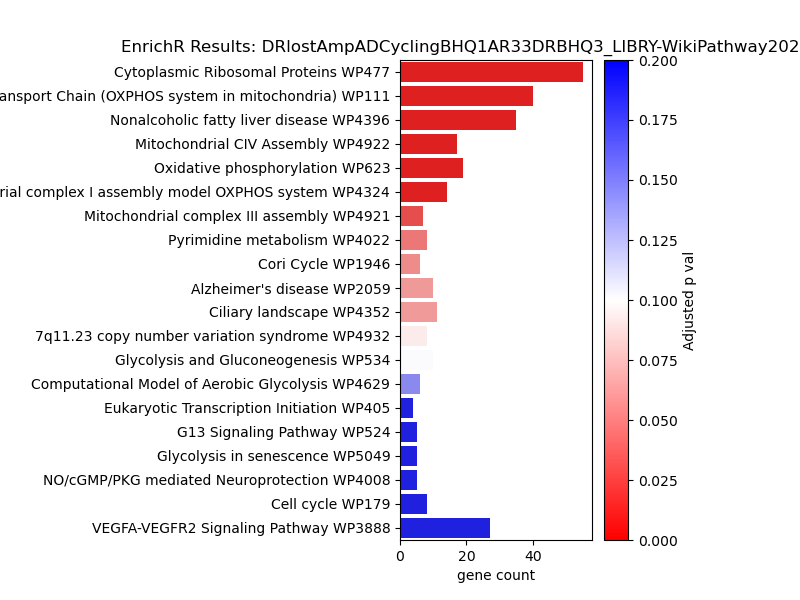 EnrichR Results: DRlostAmpADCyclingBHQ1AR33DRBHQ3_LIBRY-WikiPathway202
Cytoplasmic Ribosomal Proteins WP477
ansport Chain (OXPHOS system in mitochondria) WP111
Nonalcoholic fatty liver disease WP4396
Mitochondrial CIV Assembly WP4922
Oxidative phosphorylation WP623
rial complex I assembly model OXPHOS system WP4324
Mitochondrial complex III assembly WP4921
Pyrimidine metabolism WP4022
Cori Cycle WP1946
Alzheimer's disease WP2059
Ciliary landscape WP4352
7q11.23 copy number variation syndrome WP4932
Glycolysis and Gluconeogenesis WP534
Computational Model of Aerobic Glycolysis WP4629
Eukaryotic Transcription Initiation WP405
G13 Signaling Pathway WP524
Glycolysis in senescence WP5049
NO/cGMP/PKG mediated Neuroprotection WP4008
Cell cycle WP179
VEGFA-VEGFR2 Signaling Pathway WP3888
0 20 40
gene count
0.200
0.175
0.150
0.125
0.100
0.075
0.050
0.025
0.000
Adjusted p val